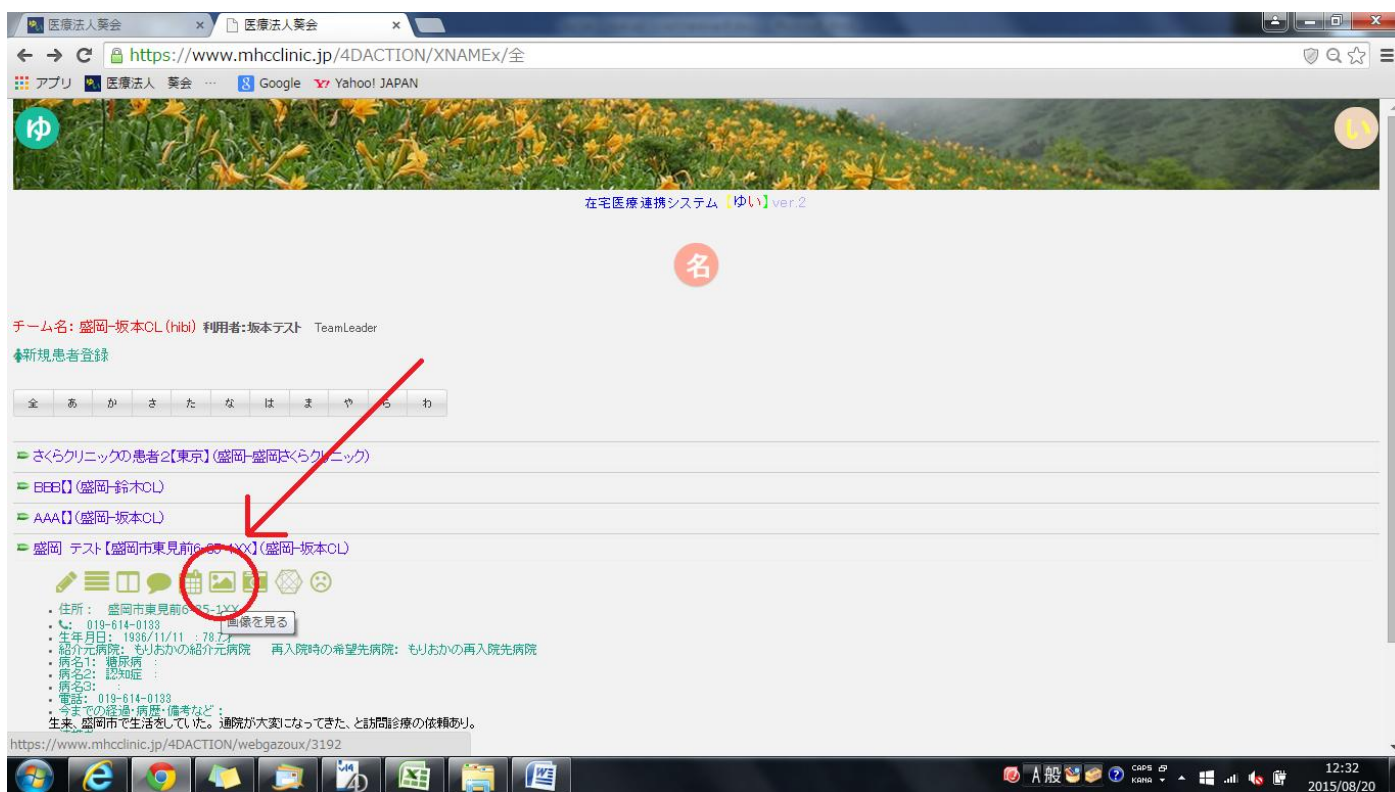 医療法人葵会
医療法人葵会
https://www.mhcclinic.jp/4DACTION/XNAMEx/全
アプリ 医療法人 葵会 … Google Yahoo! JAPAN
ゆ
い
在宅医療連携システム【ゆい】ver.2
名
チーム名: 盛岡-坂本CL(hibi) 利用者:坂本テスト TeamLeader
新規患者登録
全 あ か さ た な は ま や ら わ
さくらクリニックの患者2【東京】(盛岡-盛岡さくらクリニック)
BBB【】(盛岡-鈴木CL)
AAA【】(盛岡-坂本CL)
盛岡 テスト【盛岡市東見前6-65-1XX】(盛岡-坂本CL)
住所: 盛岡市東見前6-35-1XX
画像を見る
: 019-614-0133
生年月日: 1936/11/11 : 78.7才
紹介元病院: もりおかの紹介元病院 再入院時の希望先病院: もりおかの再入院先病院
病名1: 糖尿病 :
病名2: 認知症 :
病名3: :
電話: 019-614-0133
今までの経過・病歴・備考など:
生来、盛岡市で生活をしていた。通院が大変になってきた、と訪問診療の依頼あり。
https://www.mhcclinic.jp/4DACTION/webgazoux/3192
A 般 CAPS KANA 12:32
2015/08/20